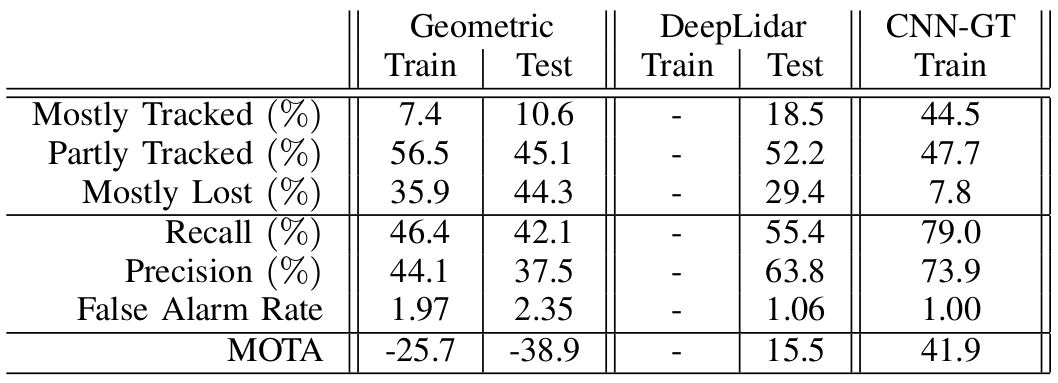 Geometric DeepLidar CNN-GT
Train Test Train Test Train
Mostly Tracked (%) 7.4 10.6 - 18.5 44.5
Partly Tracked (%) 56.5 45.1 - 52.2 47.7
Mostly Lost (%) 35.9 44.3 - 29.4 7.8
Recall (%) 46.4 42.1 - 55.4 79.0
Precision (%) 44.1 37.5 - 63.8 73.9
False Alarm Rate 1.97 2.35 - 1.06 1.00
MOTA -25.7 -38.9 - 15.5 41.9